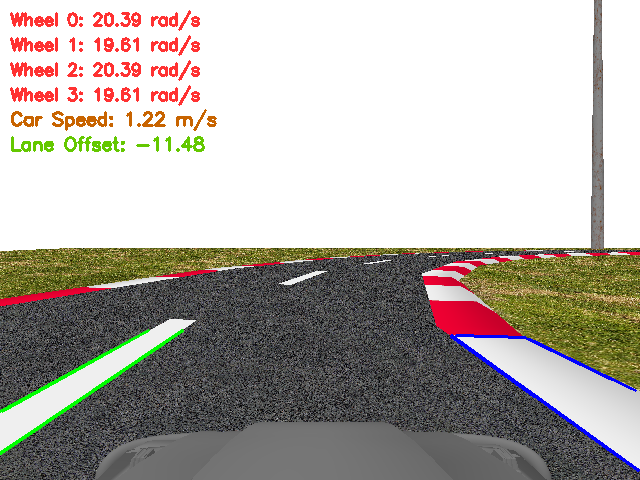 Wheel 0: 20.39 rad/s
Wheel 1: 19.61 rad/s
Wheel 2: 20.39 rad/s
Wheel 3: 19.61 rad/s
Car Speed: 1.22 m/s
Lane Offset: -11.48